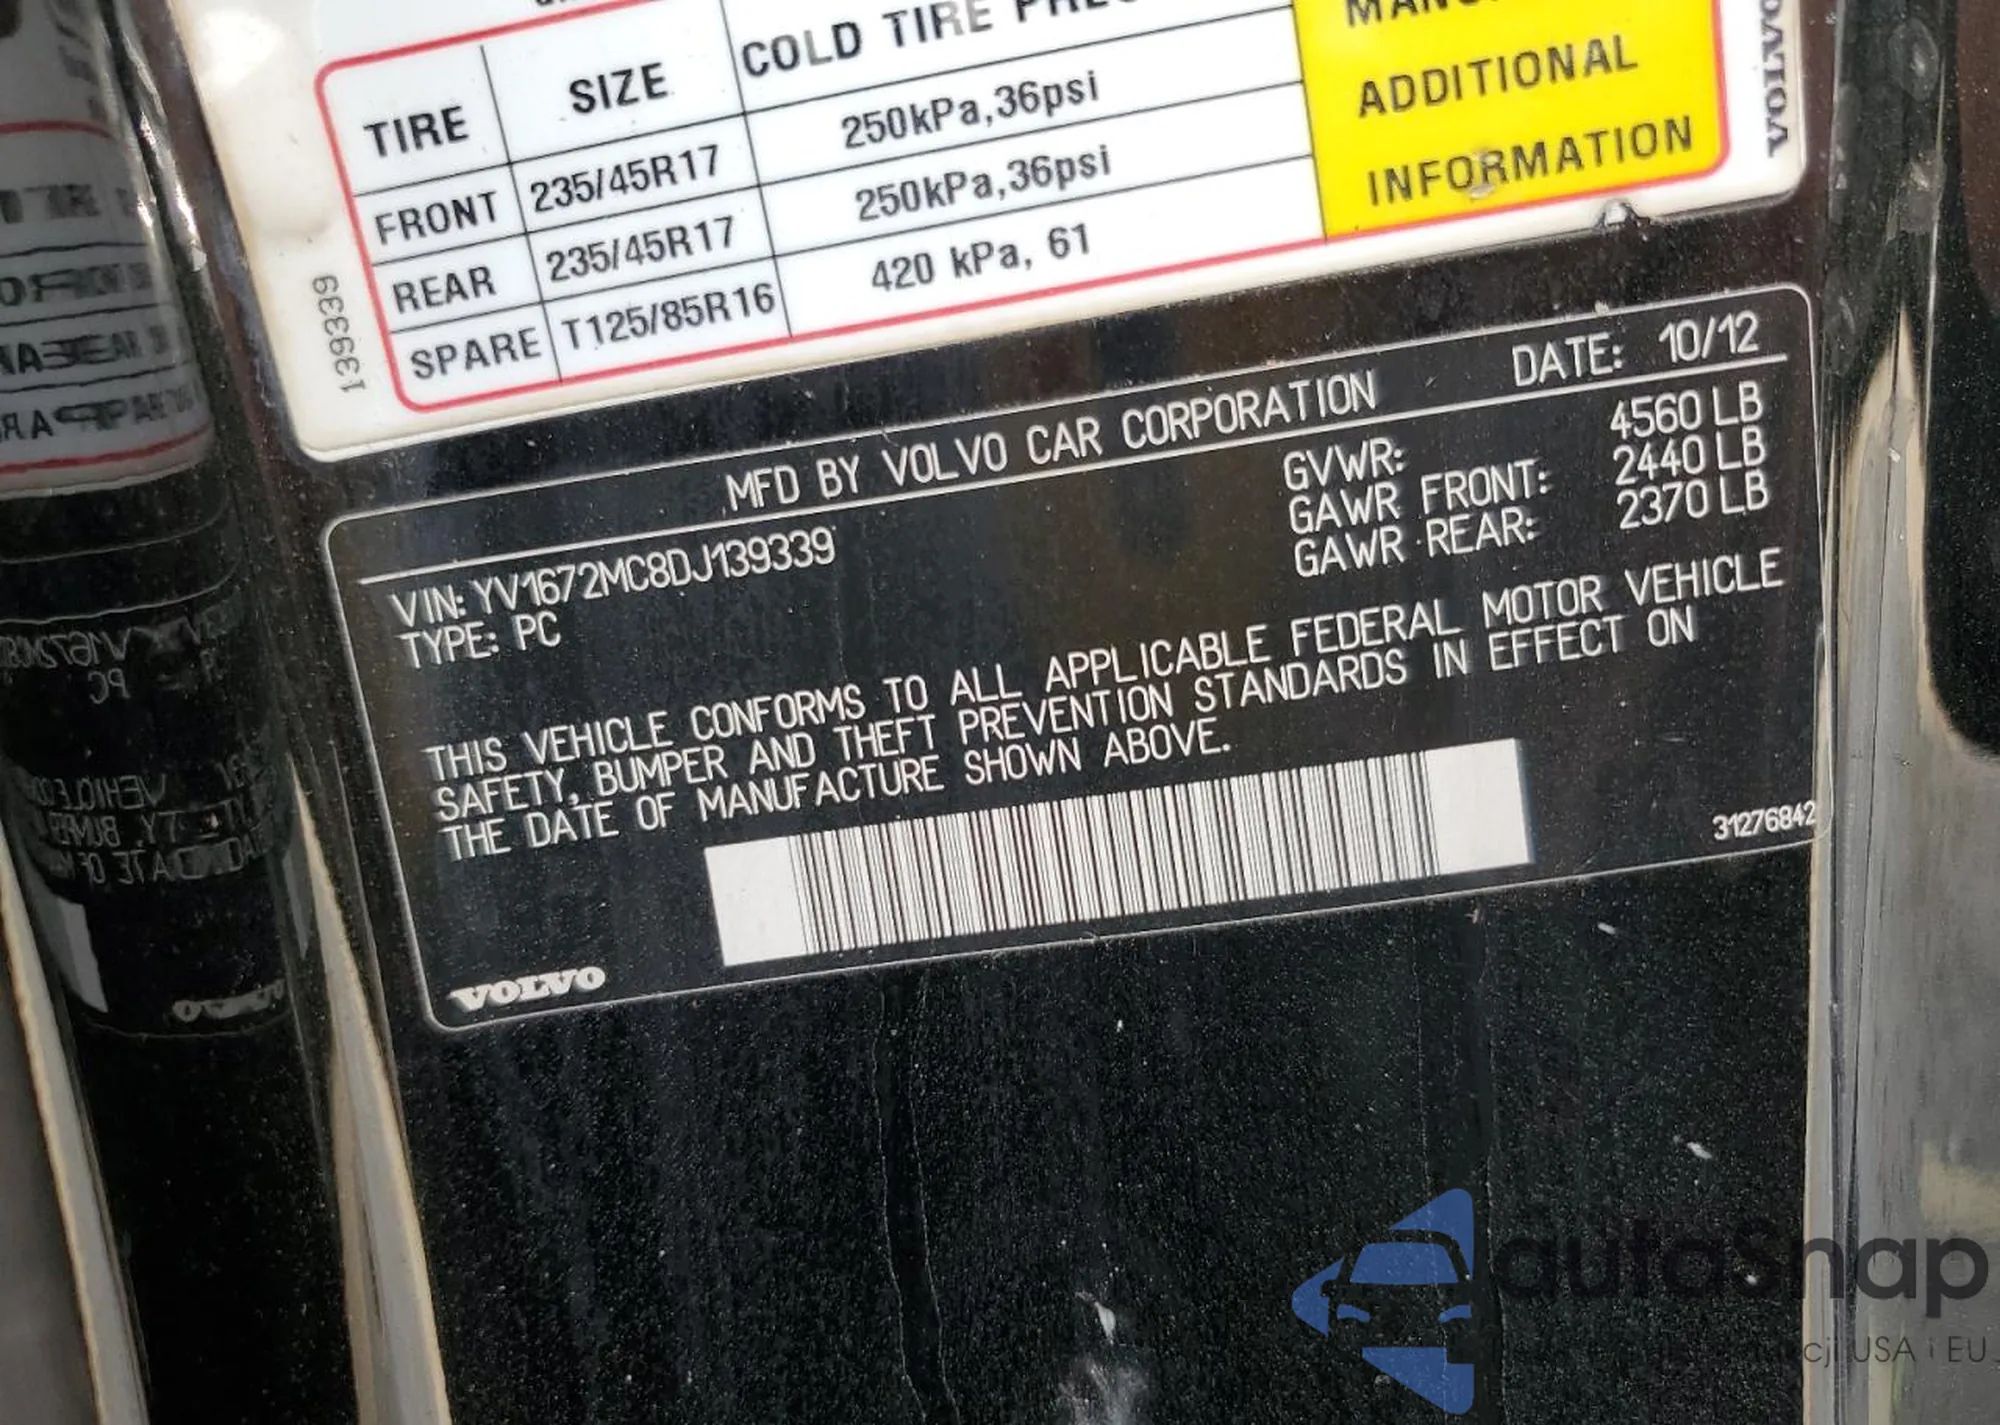 TIRE SIZE COLD TIRE
FRONT 235/45R17 250kPa,36psi
REAR 235/45R17 250kPa,36psi
SPARE T125/85R16 420 kPa, 61
ADDITIONAL
INFORMATION
VOLVO
139339
MFD BY VOLVO CAR CORPORATION DATE: 10/12
VIN: YV1672MC8DJ139339
TYPE: PC
GVWR: 4560 LB
GAWR FRONT: 2440 LB
GAWR REAR: 2370 LB
THIS VEHICLE CONFORMS TO ALL APPLICABLE FEDERAL MOTOR VEHICLE
SAFETY, BUMPER AND THEFT PREVENTION STANDARDS IN EFFECT ON
THE DATE OF MANUFACTURE SHOWN ABOVE.
31276842
VOLVO
autosnap
USA i EU